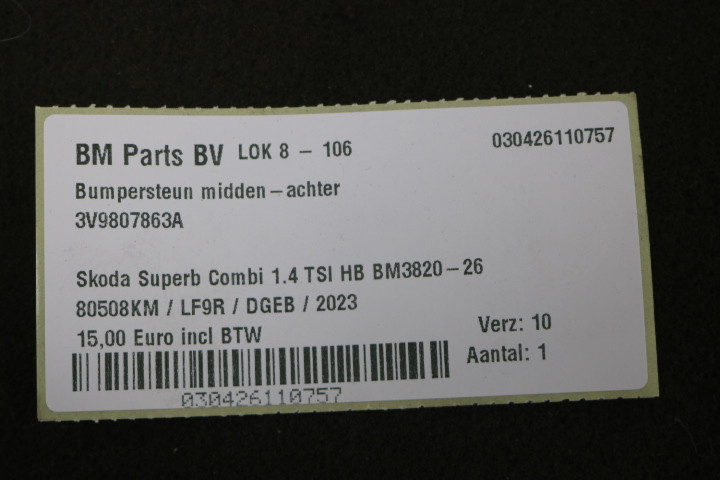 BM Parts BV LOK 8 - 106 030426110757
Bumpersteun midden-achter
3V9807863A
Skoda Superb Combi 1.4 TSI HB BM3820-26
80508KM / LF9R / DGEB / 2023
15,00 Euro incl BTW
Verz: 10
Aantal: 1
030426110757